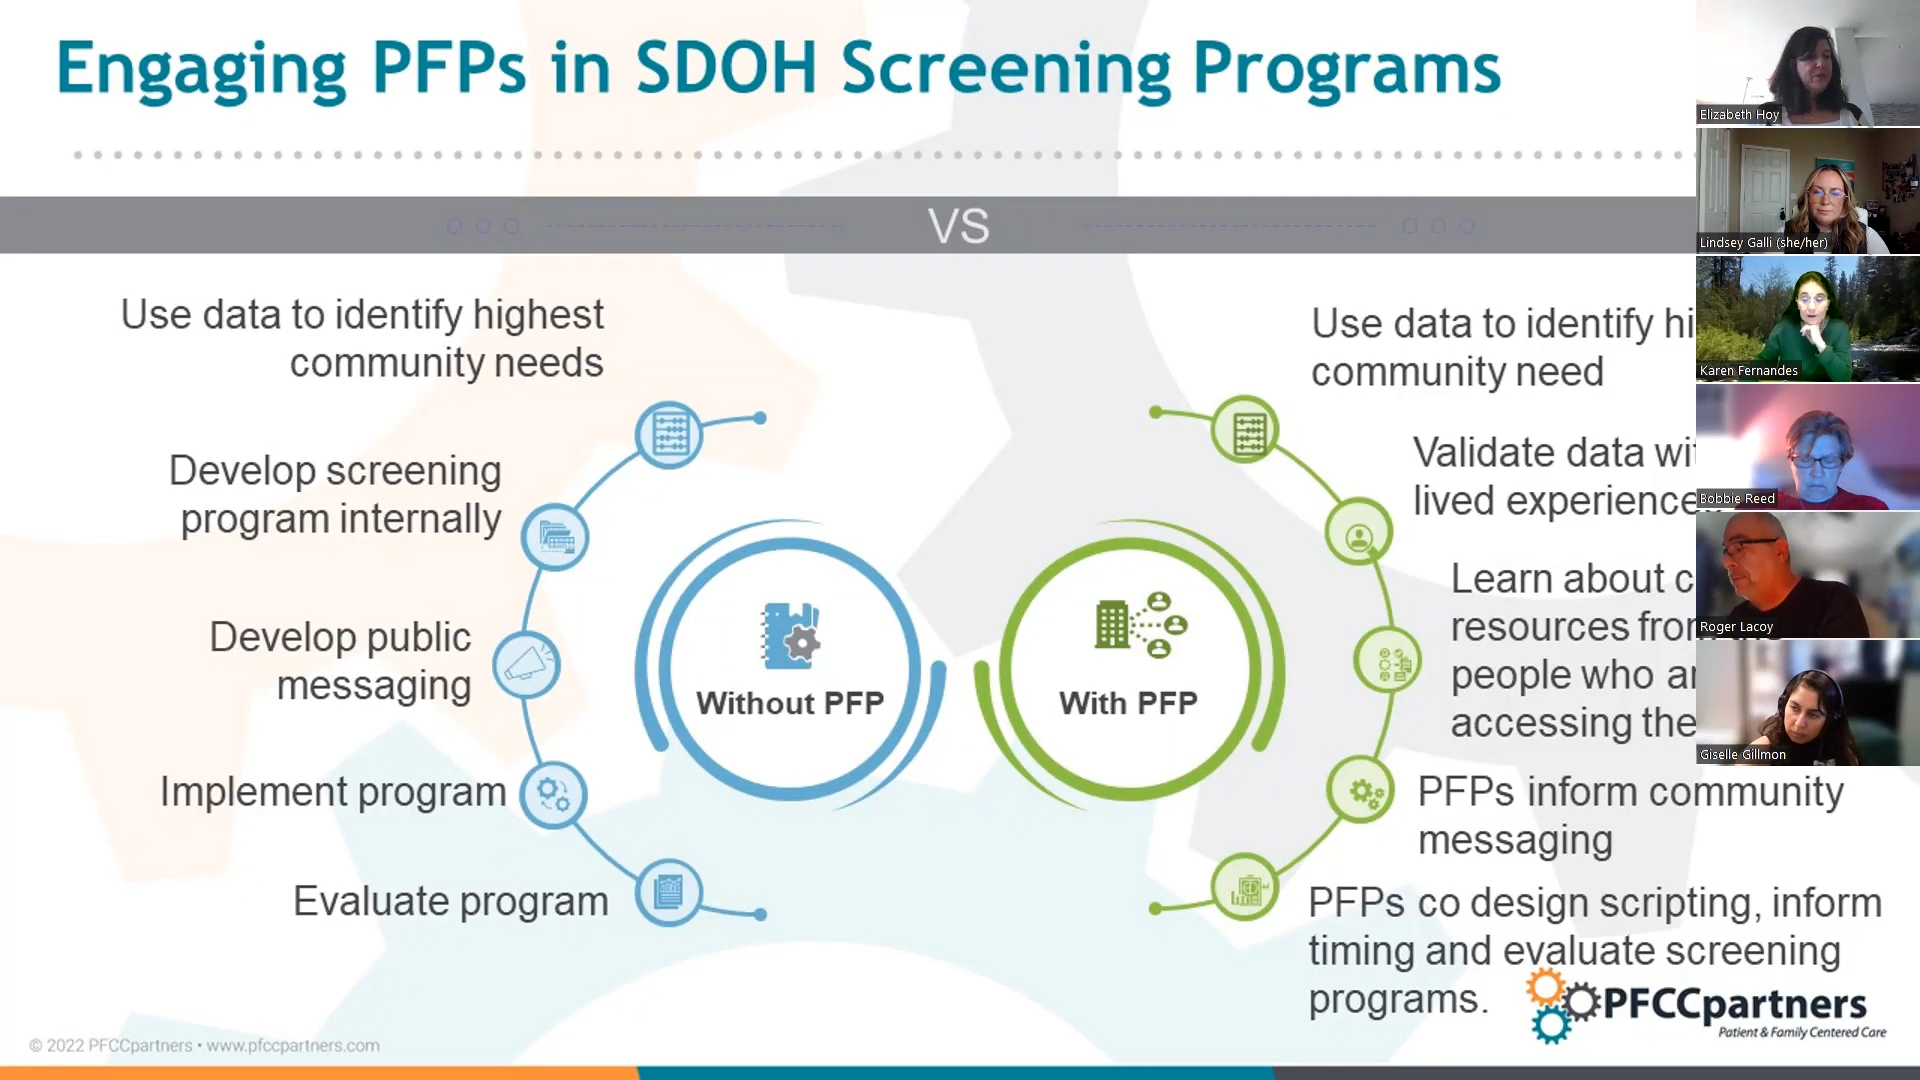 Engaging PFPs in SDOH Screening Programs
VS
Use data to identify highest
community needs
Develop screening
program internally
Develop public
messaging
Implement program
Evaluate program
Without PFP
With PFP
Use data to identify hi
community need
Validate data wi
lived experience
Learn about c
resources fro
people who a
accessing the
PFPs inform community
messaging
PFPs co design scripting, inform
timing and evaluate screening
programs.
PFCCpartners
Patient & Family Centered Care
© 2022 PFCCpartners • www.pfccpartners.com
Elizabeth Hoy
Lindsey Galli (she/her)
Karen Fernandes
Bobbie Reed
Roger Lacoy
Giselle Gillmon